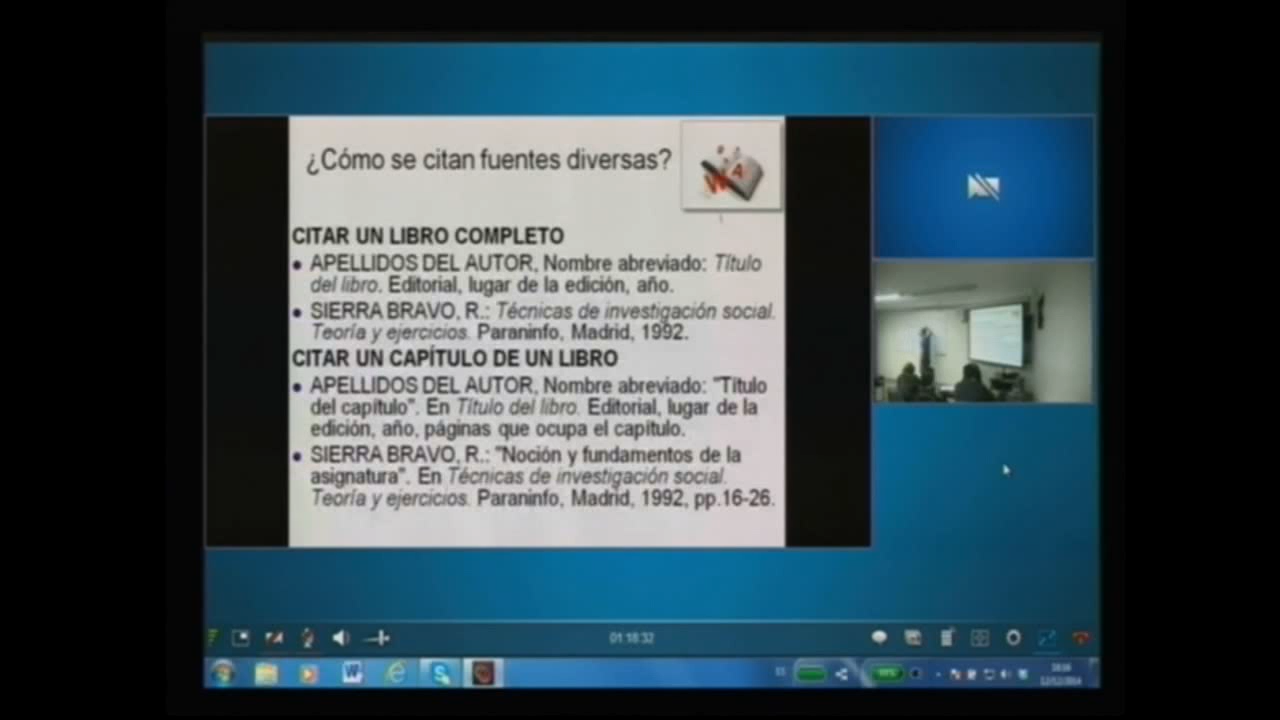 ¿Cómo se citan fuentes diversas?
W 4
CITAR UN LIBRO COMPLETO
• APELLIDOS DEL AUTOR, Nombre abreviado: Título
del libro. Editorial, lugar de la edición, año.
• SIERRA BRAVO, R.: Técnicas de investigación social.
Teoría y ejercicios. Paraninfo, Madrid, 1992.
CITAR UN CAPÍTULO DE UN LIBRO
• APELLIDOS DEL AUTOR, Nombre abreviado: "Título
del capítulo". En Título del libro. Editorial, lugar de la
edición, año, páginas que ocupa el capítulo.
• SIERRA BRAVO, R.: "Noción y fundamentos de la
asignatura". En Técnicas de investigación social.
Teoría y ejercicios. Paraninfo, Madrid, 1992, pp.16-26.
01:18:32
W
S
ES